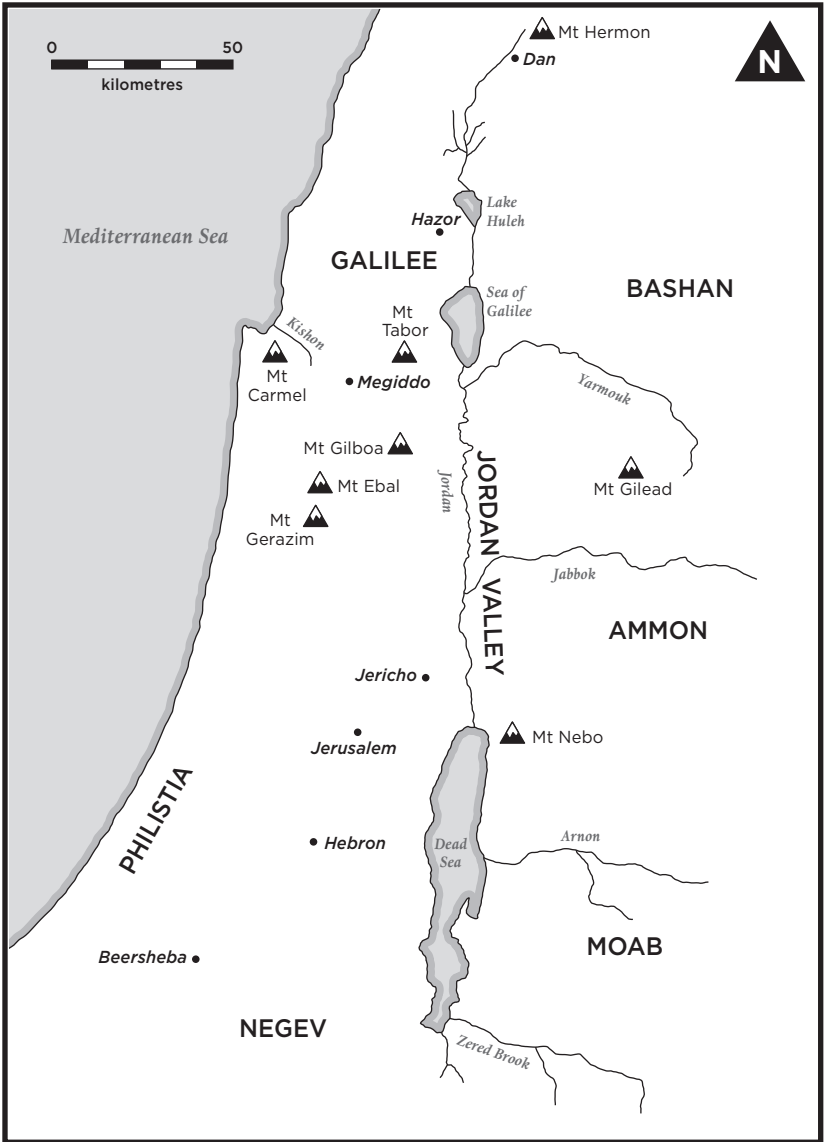 Mt Hermon
0 50
kilometres
N
Dan
Lake
Huleh
Hazor
Mediterranean Sea
GALILEE
BASHAN
Sea of
Galilee
Mt
Tabor
Kishon
Mt
Carmel
Megiddo
Yarmouk
Mt Gilboa
JORDAN VALLEY
Jordan
Mt Ebal
Mt Gilead
Mt
Gerazim
Jabbok
AMMON
Jericho
Jerusalem
Mt Nebo
PHILISTIA
Hebron
Dead
Sea
Arnon
MOAB
Beersheba
NEGEV
Zered Brook